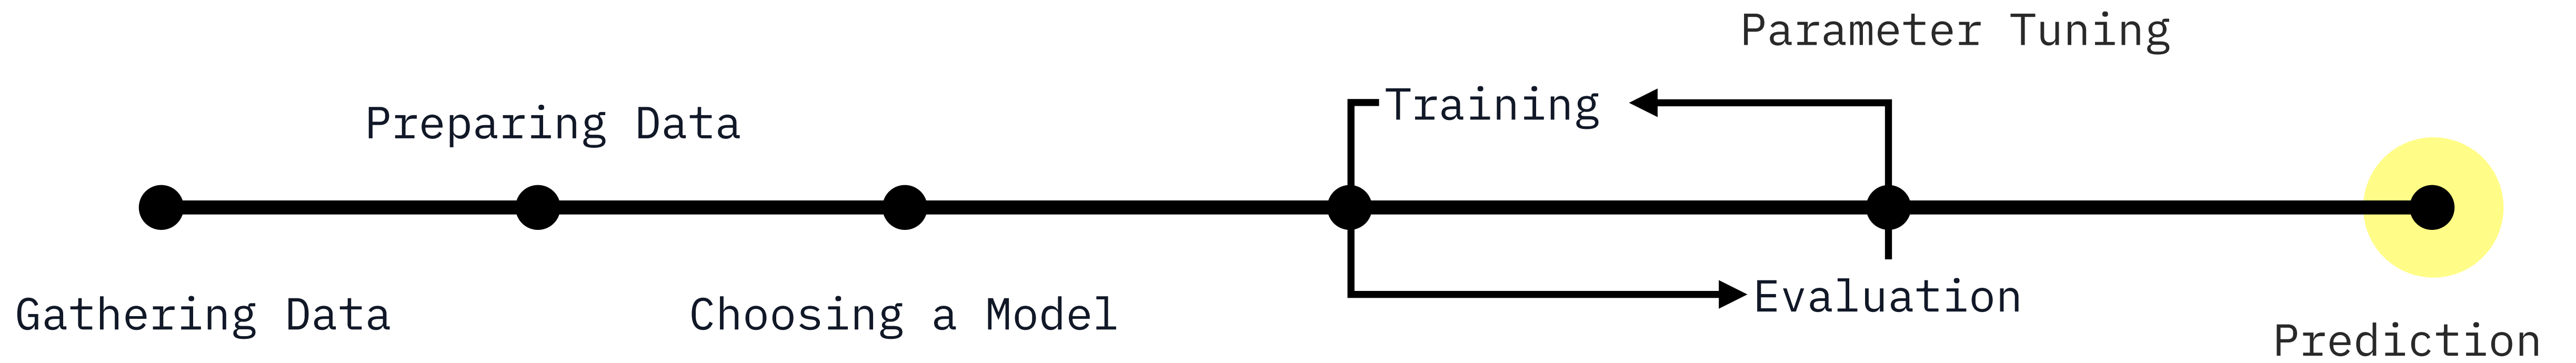 Parameter Tuning
Training
Preparing Data
Gathering Data
Choosing a Model
Evaluation
Prediction